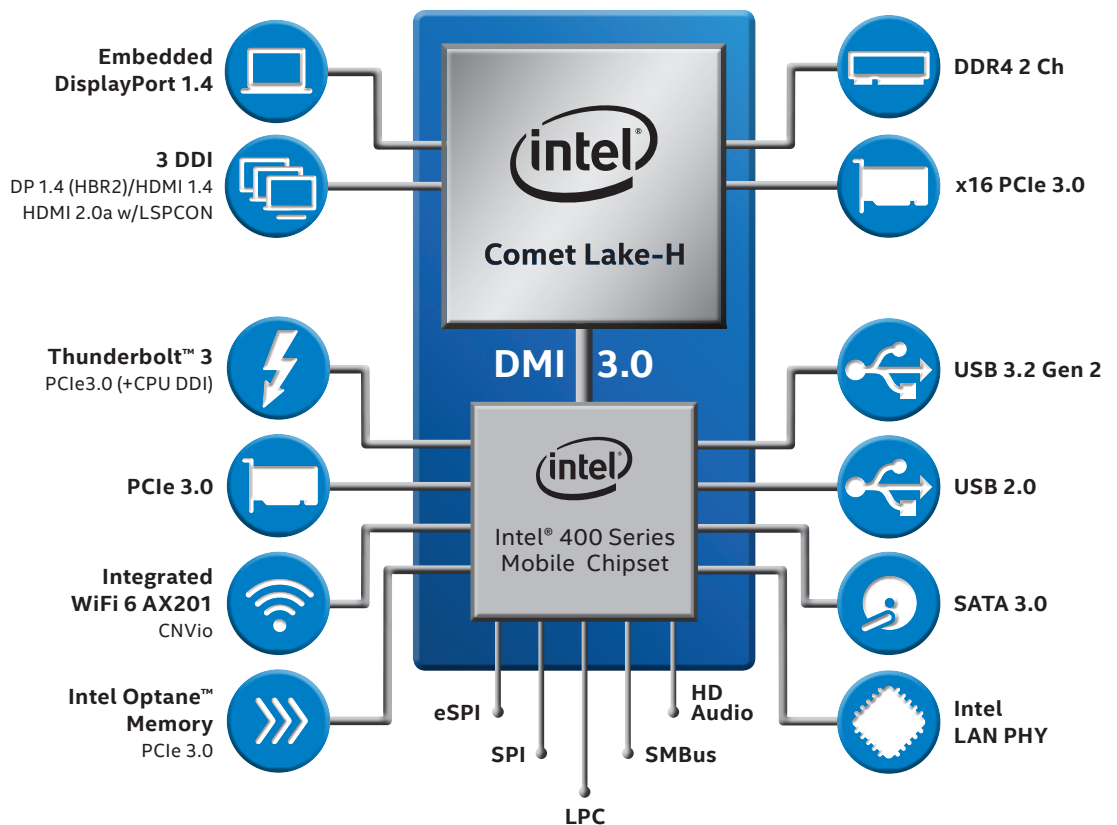 Embedded
DisplayPort 1.4
3 DDI
DP 1.4 (HBR2)/HDMI 1.4
HDMI 2.0a w/LSPCON
intel®
Comet Lake-H
DDR4 2 Ch
x16 PCIe 3.0
DMI 3.0
Thunderbolt™ 3
PCIe3.0 (+CPU DDI)
PCIe 3.0
Integrated
WiFi 6 AX201
CNVio
Intel Optane™
Memory
PCIe 3.0
intel®
Intel® 400 Series
Mobile Chipset
USB 3.2 Gen 2
USB 2.0
SATA 3.0
Intel
LAN PHY
eSPI
SPI
LPC
SMBus
HD
Audio